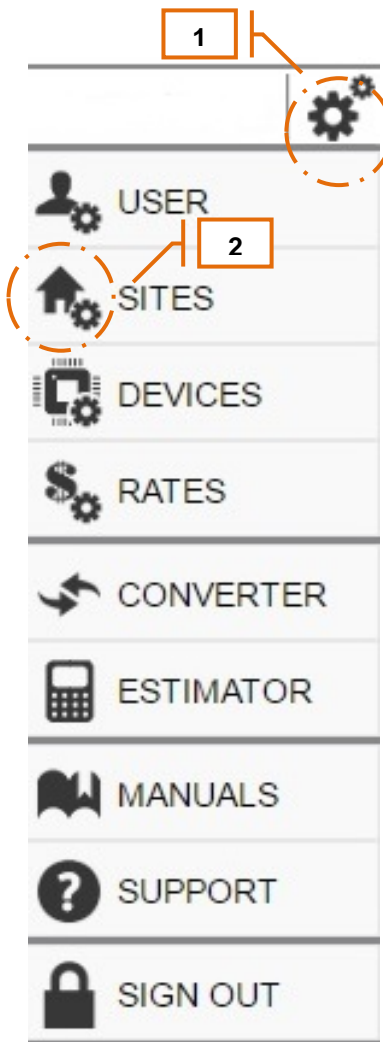 1
USER
2
SITES
DEVICES
$ RATES
CONVERTER
ESTIMATOR
MANUALS
? SUPPORT
SIGN OUT